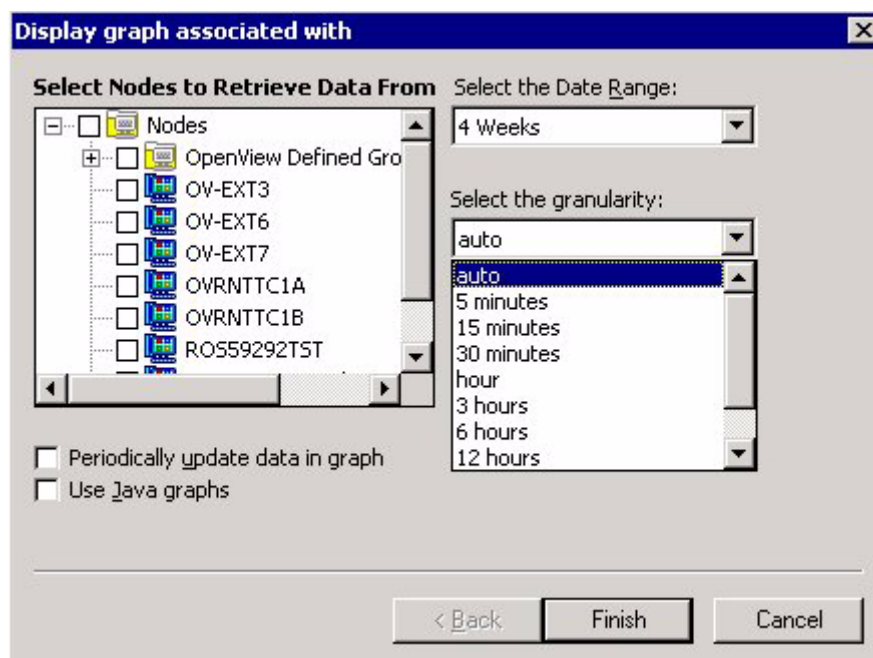 Display graph associated with
Select Nodes to Retrieve Data From
Nodes
OpenView Defined Gro
OV-EXT3
OV-EXT6
OV-EXT7
OVRNTTC1A
OVRNTTC1B
ROS59292TST
Periodically update data in graph
Use Java graphs
Select the Date Range:
4 Weeks
Select the granularity:
auto
auto
5 minutes
15 minutes
30 minutes
hour
3 hours
6 hours
12 hours
< Back
Finish
Cancel